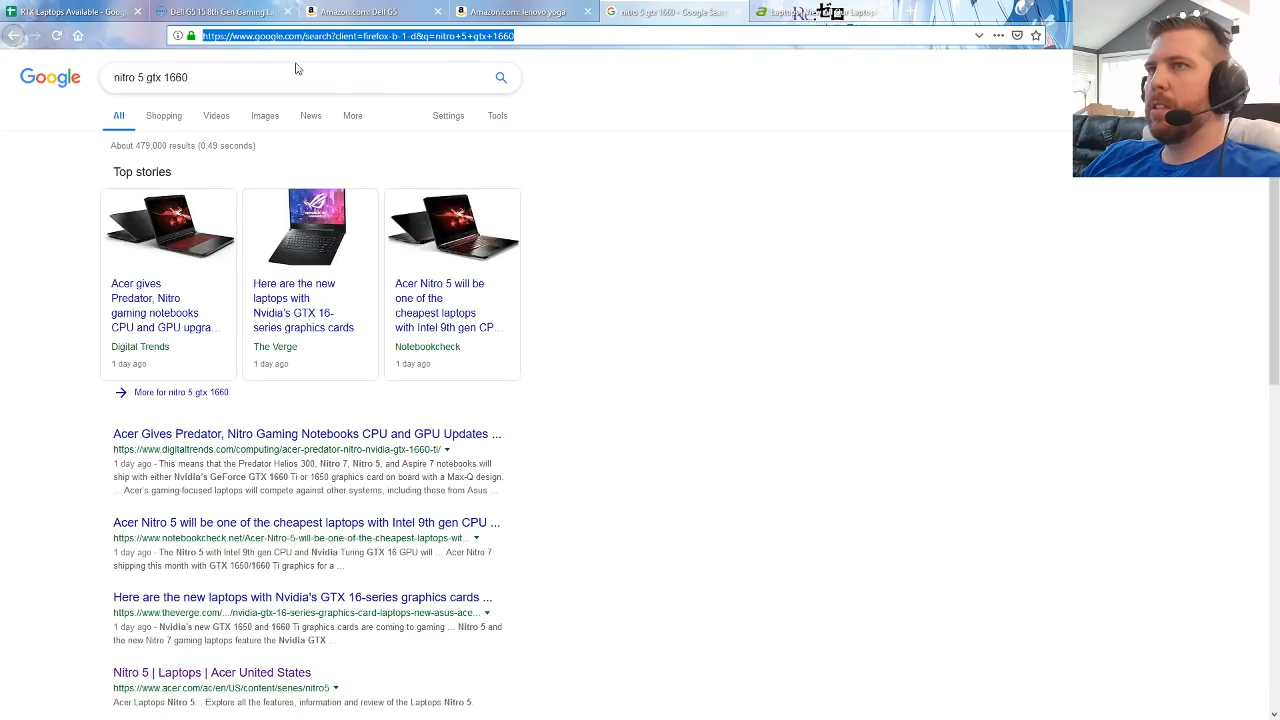 RTX Laptops Available - Google
Dell G5 15 8th Gen Gaming La
Amazon.com: Dell G5
Amazon.com: lenovo yoga
nitro 5 gtx 1660 - Google Sear
https://www.google.com/search?client=firefox-b-1-d&q=nitro+5+gtx+1660
Google
nitro 5 gtx 1660
All
Shopping
Videos
Images
News
More
Settings
Tools
About 479,000 results (0.49 seconds)
Top stories
Acer gives
Predator, Nitro
gaming notebooks
CPU and GPU upgra...
Digital Trends
1 day ago
Here are the new
laptops with
Nvidia's GTX 16-
series graphics cards
The Verge
1 day ago
Acer Nitro 5 will be
one of the
cheapest laptops
with Intel 9th gen CP...
Notebookcheck
1 day ago
More for nitro 5 gtx 1660
Acer Gives Predator, Nitro Gaming Notebooks CPU and GPU Updates ...
https://www.digitaltrends.com/computing/acer-predator-nitro-nvidia-gtx-1660-ti/
1 day ago - This means that the Predator Helios 300, Nitro 7, Nitro 5, and Aspire 7 notebooks will
ship with either Nvidia's GeForce GTX 1660 Ti or 1650 graphics card on board with a Max-Q design.
... Acer's gaming-focused laptops will compete against other systems, including those from Asus ...
Acer Nitro 5 will be one of the cheapest laptops with Intel 9th gen CPU ...
https://www.notebookcheck.net/Acer-Nitro-5-will-be-one-of-the-cheapest-laptops-wit...
1 day ago - The Nitro 5 with Intel 9th gen CPU and Nvidia Turing GTX 16 GPU will ... Acer Nitro 7
shipping this month with GTX 1650/1660 Ti graphics for a ...
Here are the new laptops with Nvidia's GTX 16-series graphics cards ...
https://www.theverge.com/.../nvidia-gtx-16-series-graphics-card-laptops-new-asus-ace...
1 day ago - Nvidia's new GTX 1650 and 1660 Ti graphics cards are coming to gaming ... Nitro 5 and
the new Nitro 7 gaming laptops feature the Nvidia GTX ...
Nitro 5 | Laptops | Acer United States
https://www.acer.com/ac/en/US/content/series/nitro5
Acer Laptops Nitro 5. . Explore all the features, information and review of the Laptops Nitro 5.